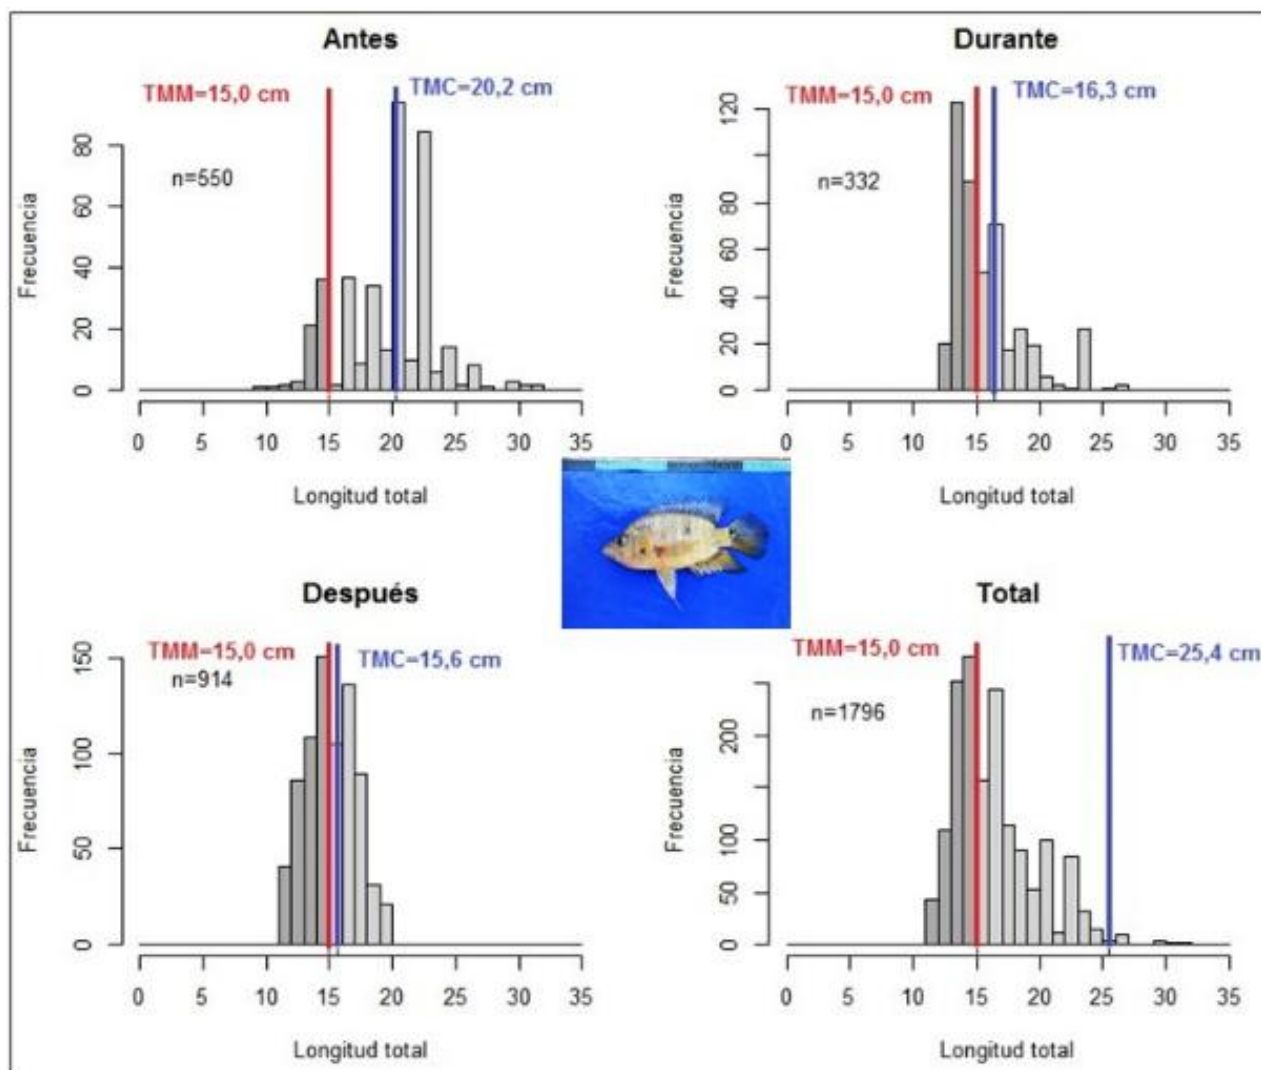 Antes
TMM=15,0 cm
TMC=20,2 cm
n=550
Frecuencia
0 20 40 60 80
0 5 10 15 20 25 30 35
Longitud total
Durante
TMM=15,0 cm
TMC=16,3 cm
n=332
Frecuencia
0 20 40 60 80 120
0 5 10 15 20 25 30 35
Longitud total
Después
TMM=15,0 cm
TMC=15,6 cm
n=914
Frecuencia
0 50 100 150
0 5 10 15 20 25 30 35
Longitud total
Total
TMM=15,0 cm
TMC=25,4 cm
n=1796
Frecuencia
0 50 100 200
0 5 10 15 20 25 30 35
Longitud total